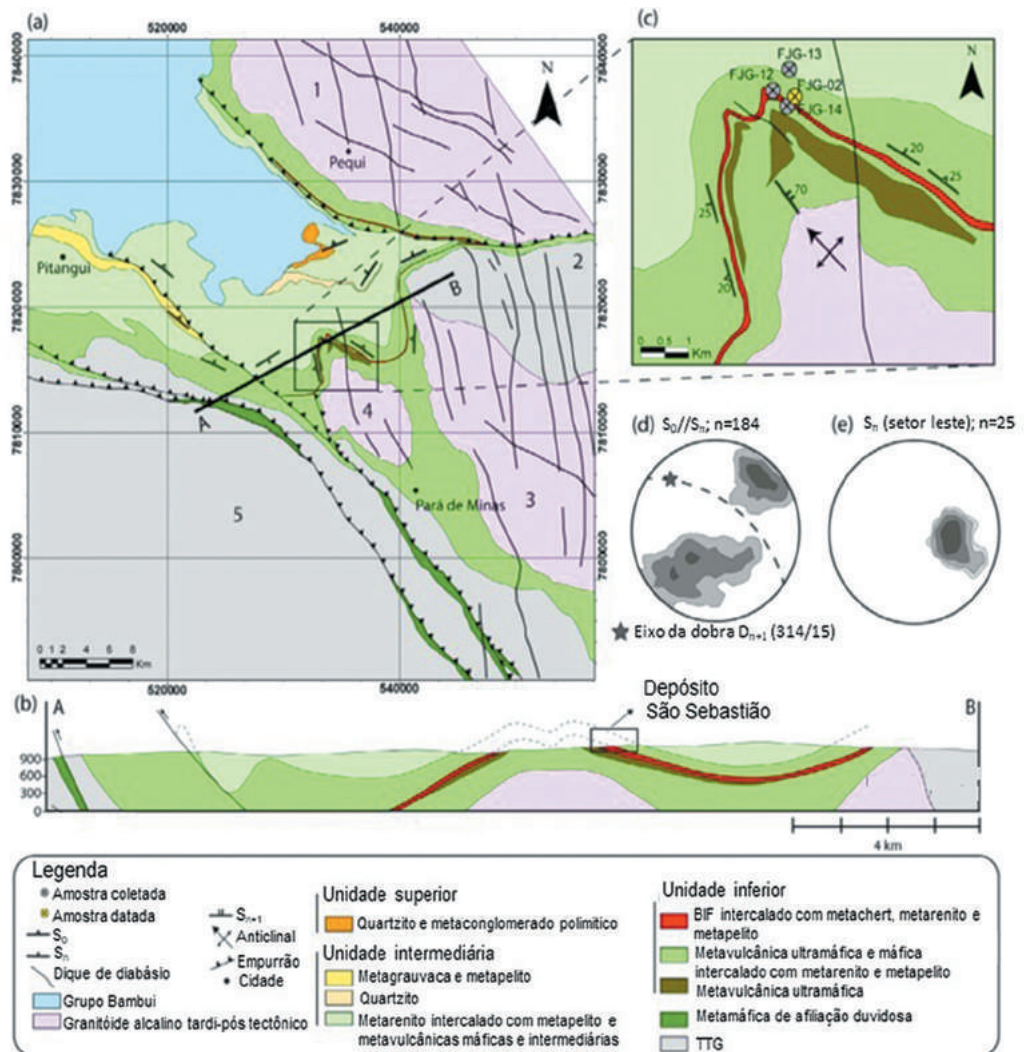 (a)
520000
540000
7840000
7840000
1
N
Pequi
7830000
7830000
Pitangui
2
B
7820000
7820000
A
4
7810000
7810000
5
Pará de Minas
3
7800000
7800000
0 1 2 4 6 8
Km
520000
540000
(c)
FJG-13
N
FJG-12
FJG-02
FJG-14
20
25
70
25
20
0 0.5 1
Km
(d) S0//Sn; n=184
(e) Sn (setor leste); n=25
Eixo da dobra Dn+1 (314/15)
(b) A
Depósito
São Sebastião
B
900
600
300
0
4 km
Legenda
Amostra coletada
Amostra datada
S0
Sn
Dique de diabásio
Grupo Bambui
Granitóide alcalino tardi-pós tectônico
Sn+1
Anticlinal
Empurrão
Cidade
Unidade superior
Quartzito e metaconglomerado polimitico
Unidade intermediária
Metagrauvaca e metapelito
Quartzito
Metarenito intercalado com metapelito e
metavulcânicas máficas e intermediárias
Unidade inferior
BIF intercalado com metachert, metarenito e
metapelito
Metavulcânica ultramáfica e máfica
intercalado com metarenito e metapelito
Metavulcânica ultramáfica
Metamáfica de afiliação duvidosa
TTG